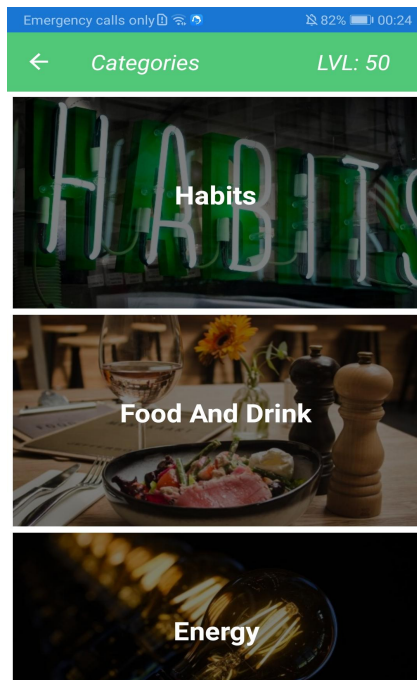 Emergency calls only 82% 00:24
Categories LVL: 50
HABITS
Habits
Food And Drink
Energy